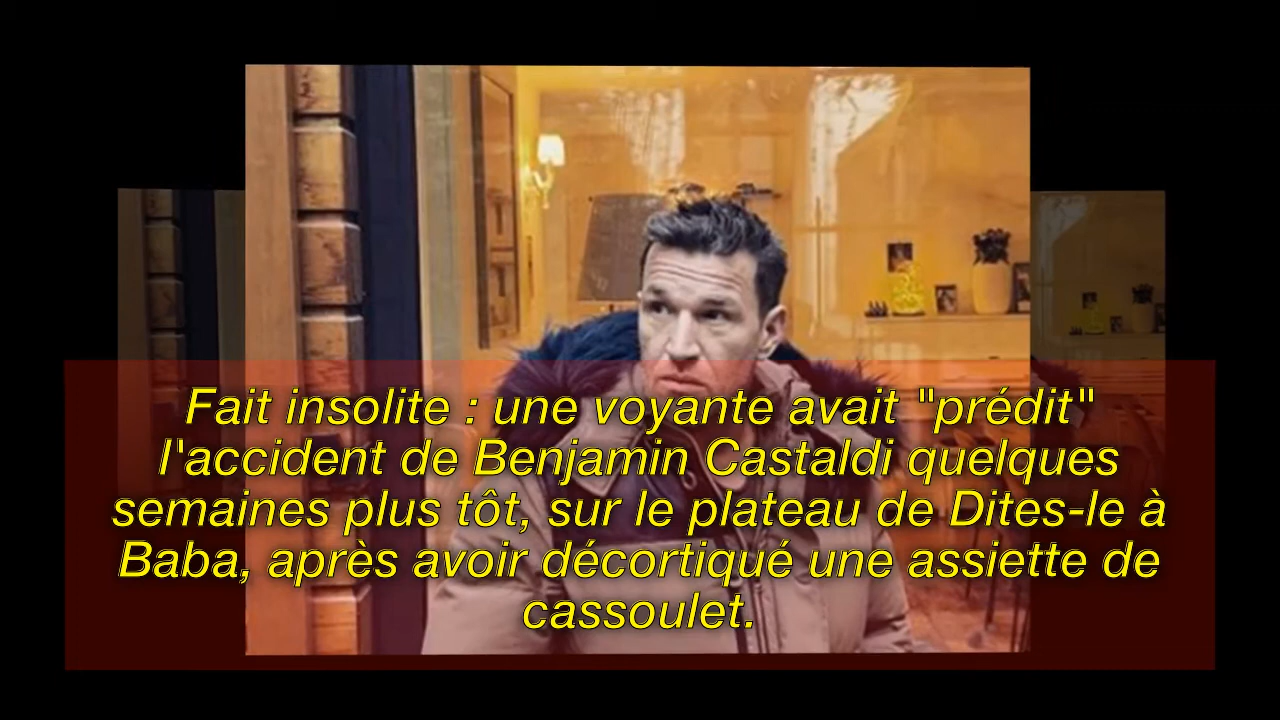 Fait insolite : une voyante avait "prédit"
l'accident de Benjamin Castaldi quelques
semaines plus tôt, sur le plateau de Dites-le à
Baba, après avoir décortiqué une assiette de
cassoulet.